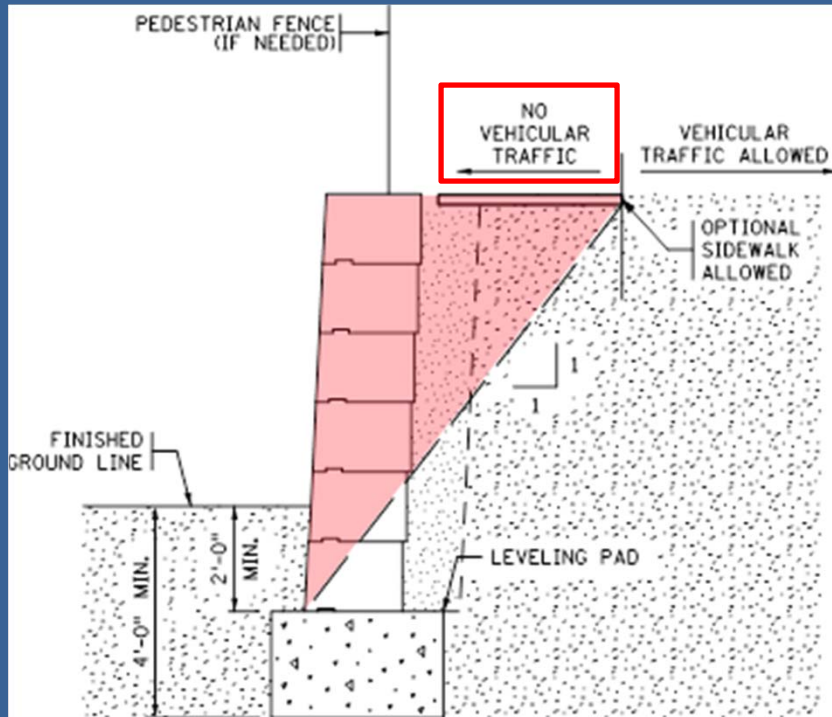 PEDESTRIAN FENCE
(IF NEEDED)
NO
VEHICULAR
TRAFFIC
VEHICULAR
TRAFFIC ALLOWED
OPTIONAL
SIDEWALK
ALLOWED
1
1
FINISHED
GROUND LINE
2'-0"
MIN.
4'-0" MIN.
LEVELING PAD